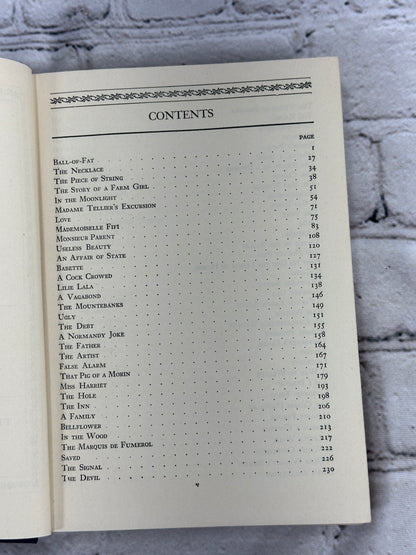 CONTENTS
PAGE
BALL-OF-FAT 1
THE NECKLACE 27
THE PIECE OF STRING 34
THE STORY OF A FARM GIRL 38
IN THE MOONLIGHT 51
MADAME TELLIER'S EXCURSION 54
LOVE 71
MADEMOISELLE FIFI 75
MONSIEUR PARENT 83
USELESS BEAUTY 108
AN AFFAIR OF STATE 120
BABETTE 127
A COCK CROWED 131
LILIE LALA 134
A VAGABOND 138
THE MOUNTEBANKS 146
UGLY 149
THE DEBT 151
A NORMANDY JOKE 155
THE FATHER 158
THE ARTIST 164
FALSE ALARM 167
THAT PIG OF A MORIN 171
MISS HARRIET 179
THE HOLE 193
THE INN 198
A FAMILY 206
BELLFLOWER 210
IN THE WOOD 213
THE MARQUIS DE FUMEROL 217
SAVED 222
THE SIGNAL 226
THE DEVIL 230
v